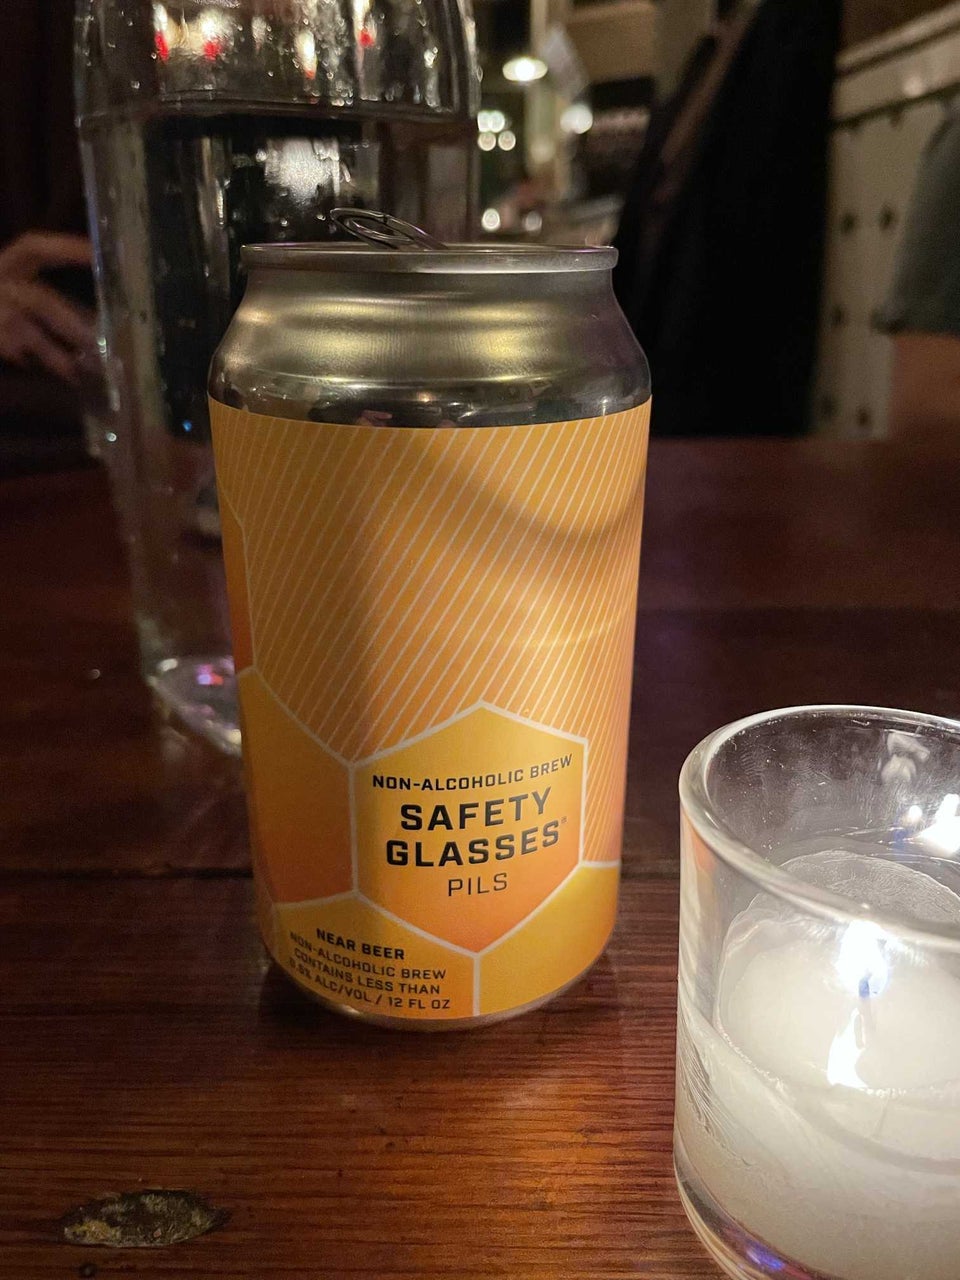 NON-ALCOHOLIC BREW
SAFETY
GLASSES®
PILS
NEAR BEER
NON-ALCOHOLIC BREW
CONTAINS LESS THAN
0.5% ALC/VOL / 12 FL OZ